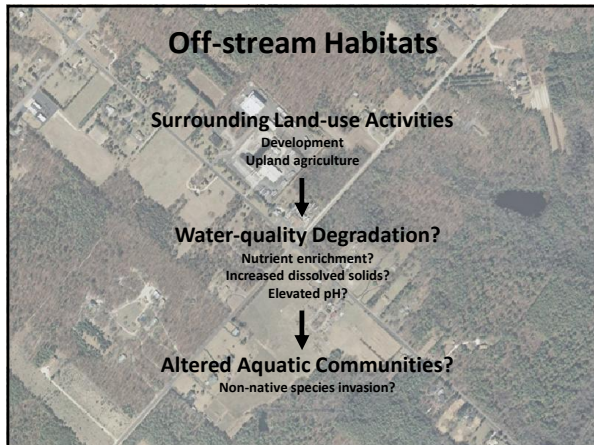 Off-stream Habitats
Surrounding Land-use Activities
Development
Upland agriculture
Water-quality Degradation?
Nutrient enrichment?
Increased dissolved solids?
Elevated pH?
Altered Aquatic Communities?
Non-native species invasion?